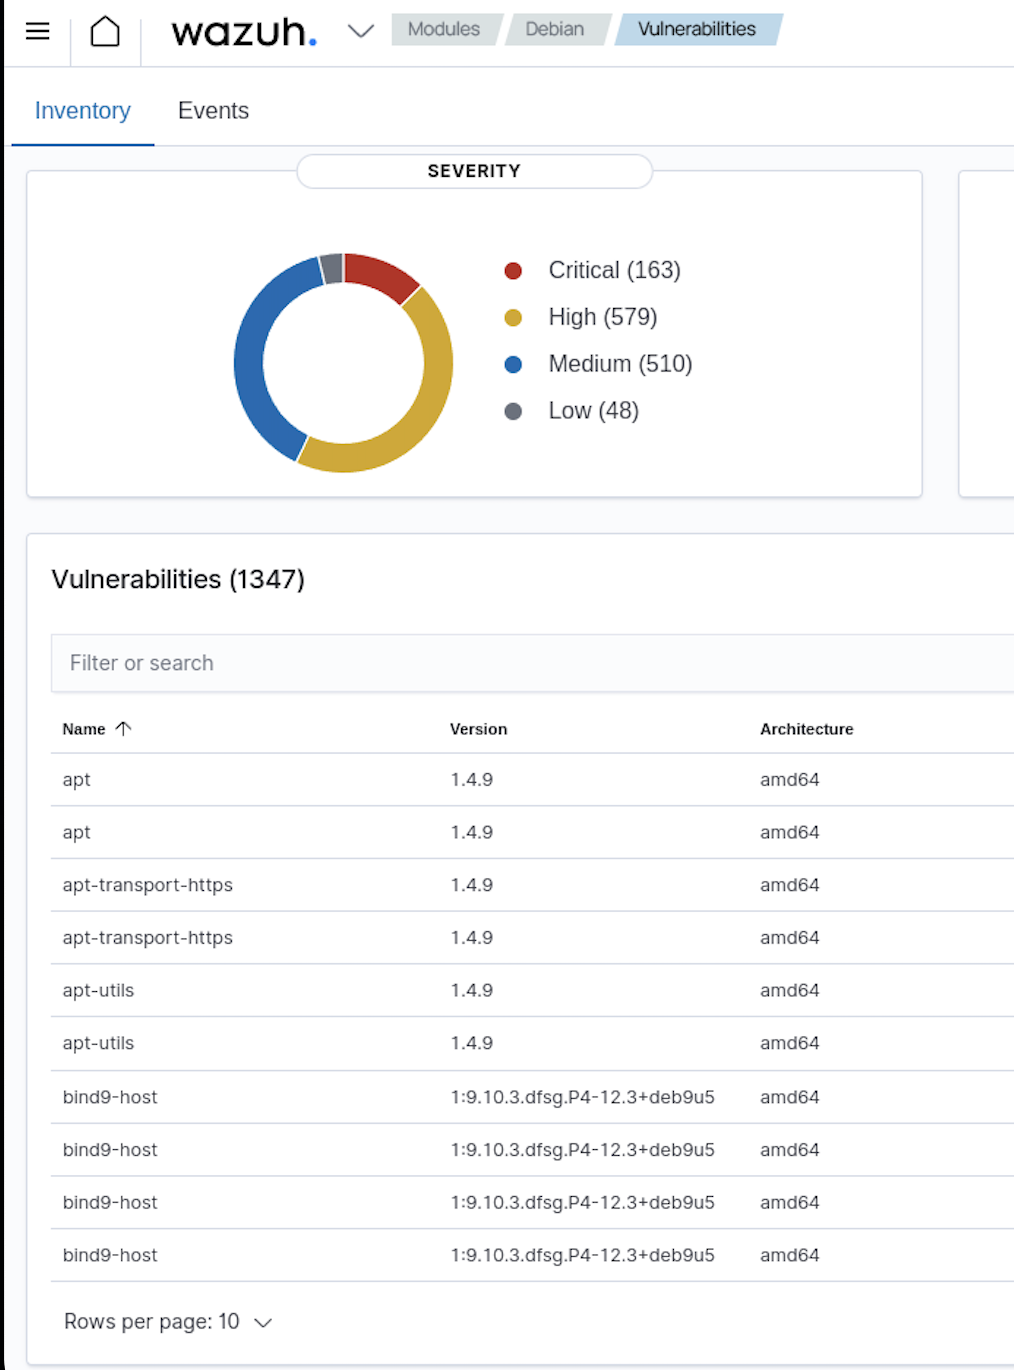 wazuh. Modules Debian Vulnerabilities
Inventory Events
SEVERITY
Critical (163)
High (579)
Medium (510)
Low (48)
Vulnerabilities (1347)
Filter or search
Name Version Architecture
apt 1.4.9 amd64
apt 1.4.9 amd64
apt-transport-https 1.4.9 amd64
apt-transport-https 1.4.9 amd64
apt-utils 1.4.9 amd64
apt-utils 1.4.9 amd64
bind9-host 1:9.10.3.dfsg.P4-12.3+deb9u5 amd64
bind9-host 1:9.10.3.dfsg.P4-12.3+deb9u5 amd64
bind9-host 1:9.10.3.dfsg.P4-12.3+deb9u5 amd64
bind9-host 1:9.10.3.dfsg.P4-12.3+deb9u5 amd64
Rows per page: 10